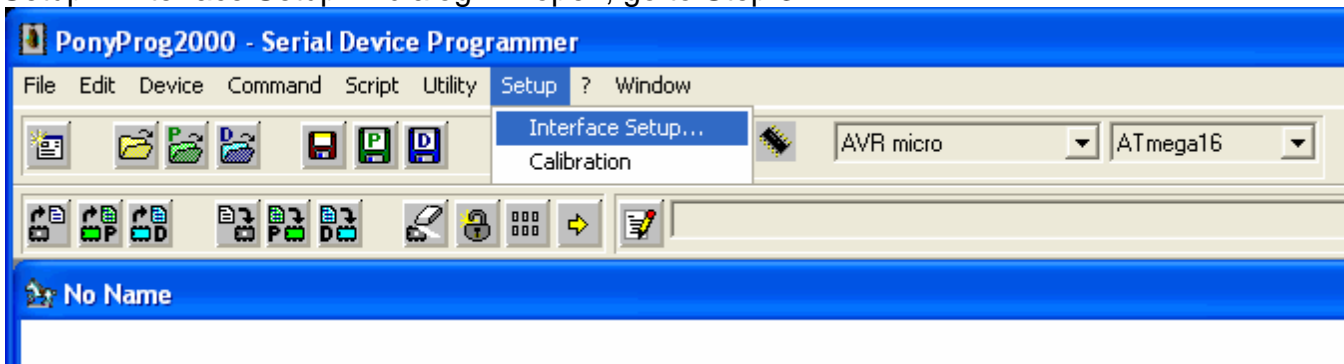 PonyProg2000 - Serial Device Programmer
File Edit Device Command Script Utility Setup ? Window
Interface Setup...
Calibration
AVR micro ATmega16
P D P D
P D P D
No Name